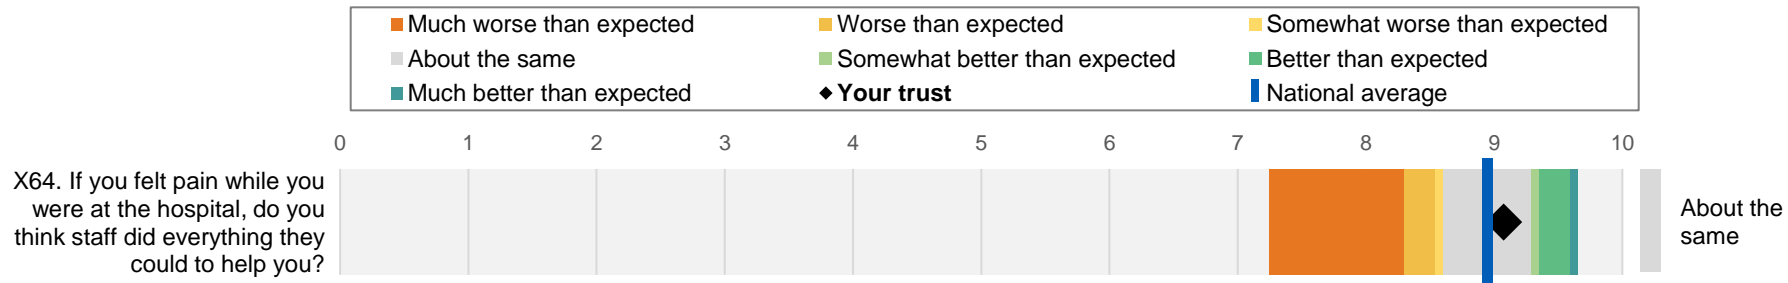 Much worse than expected
Worse than expected
Somewhat worse than expected
About the same
Somewhat better than expected
Better than expected
Much better than expected
Your trust
National average
0 1 2 3 4 5 6 7 8 9 10
X64. If you felt pain while you
were at the hospital, do you
think staff did everything they
could to help you?
About the
same